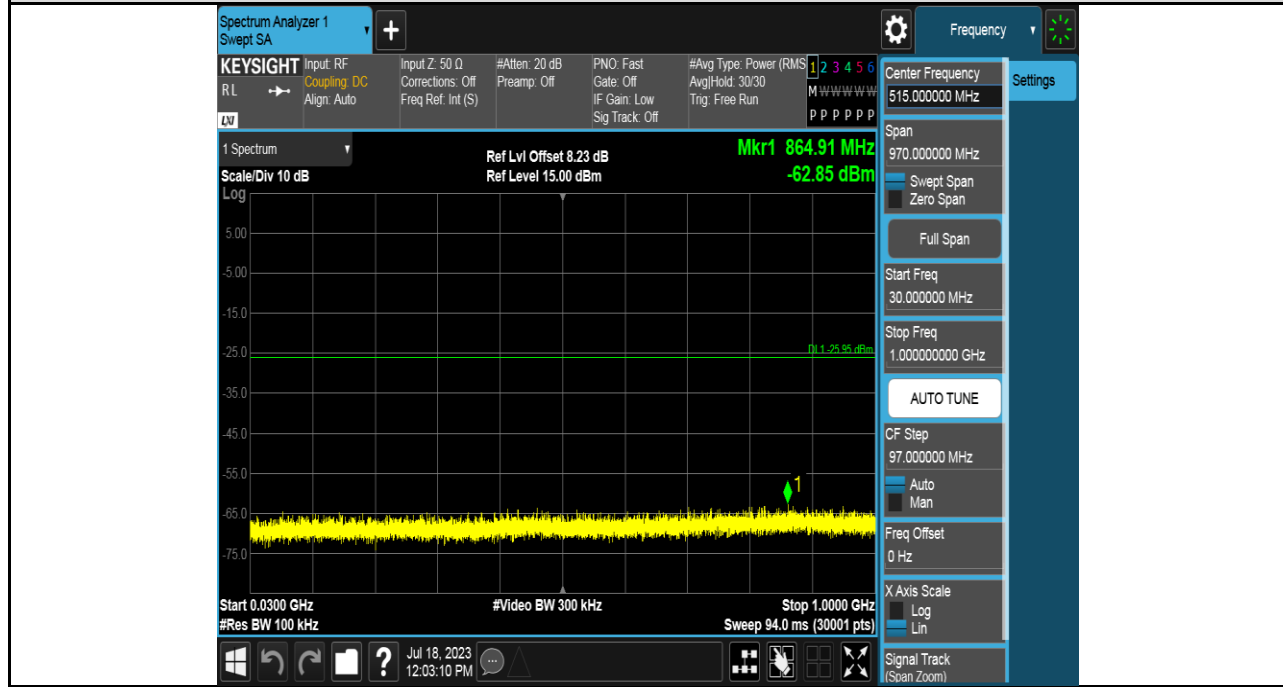 Spectrum Analyzer 1
Swept SA
+
Frequency
KEYSIGHT
RL
LXI
Input: RF
Coupling: DC
Align: Auto
Input Z: 50 Ω
Corrections: Off
Freq Ref: Int (S)
#Atten: 20 dB
Preamp: Off
PNO: Fast
Gate: Off
IF Gain: Low
Sig Track: Off
#Avg Type: Power (RMS
Avg|Hold: 30/30
Trig: Free Run
1 2 3 4 5 6
M W W W W W
P P P P P P
Center Frequency
515.000000 MHz
Settings
1 Spectrum
Scale/Div 10 dB
Ref Lvl Offset 8.23 dB
Ref Level 15.00 dBm
Mkr1 864.91 MHz
-62.85 dBm
Log
5.00
-5.00
-15.0
-25.0
-35.0
-45.0
-55.0
-65.0
-75.0
DL1 -25.95 dBm
1
Start 0.0300 GHz
#Res BW 100 kHz
#Video BW 300 kHz
Stop 1.0000 GHz
Sweep 94.0 ms (30001 pts)
Span
970.000000 MHz
Swept Span
Zero Span
Full Span
Start Freq
30.000000 MHz
Stop Freq
1.000000000 GHz
AUTO TUNE
CF Step
97.000000 MHz
Auto
Man
Freq Offset
0 Hz
X Axis Scale
Log
Lin
Signal Track
(Span Zoom)
?
Jul 18, 2023
12:03:10 PM